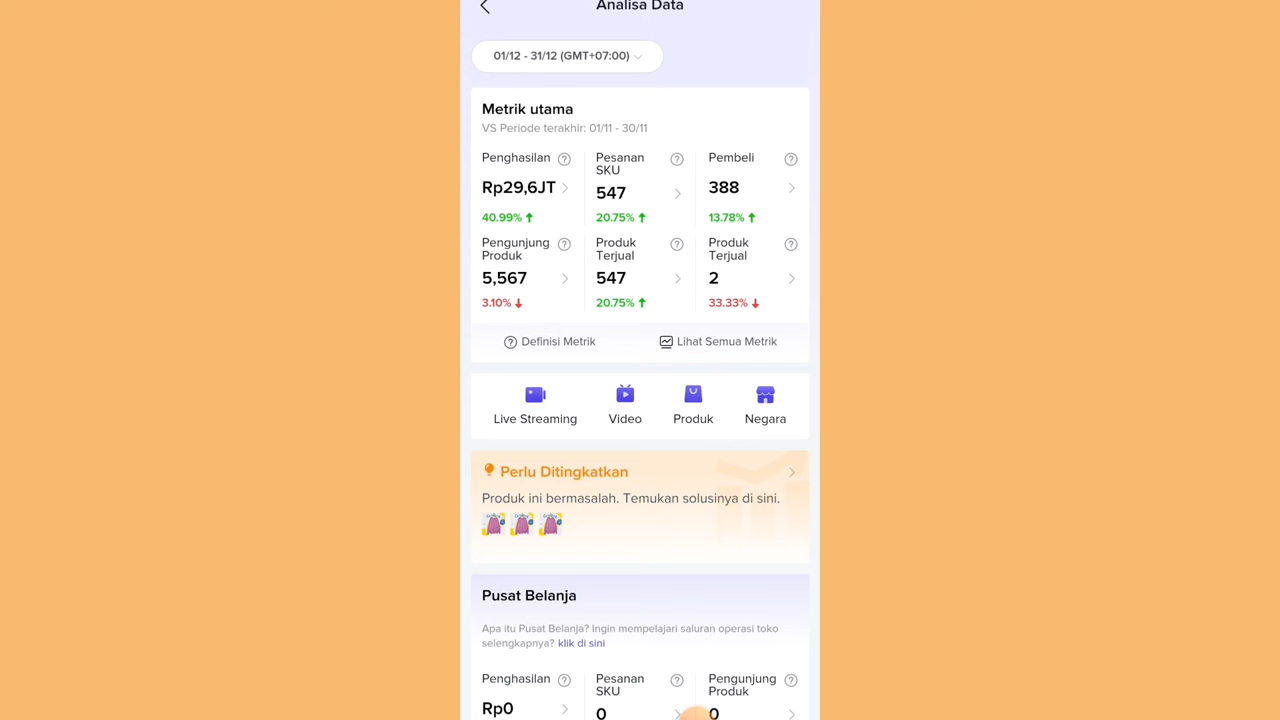 Analisa Data
01/12 - 31/12 (GMT+07:00)
Metrik utama
VS Periode terakhir: 01/11 - 30/11
Penghasilan
Pesanan SKU
Pembeli
Rp29,6JT
547
388
40.99%
20.75%
13.78%
Pengunjung Produk
Produk Terjual
Produk Terjual
5,567
547
2
3.10%
20.75%
33.33%
Definisi Metrik
Lihat Semua Metrik
Live Streaming
Video
Produk
Negara
Perlu Ditingkatkan
Produk ini bermasalah. Temukan solusinya di sini.
Pusat Belanja
Apa itu Pusat Belanja? Ingin mempelajari saluran operasi toko
selengkapnya? klik di sini
Penghasilan
Pesanan SKU
Pengunjung Produk
Rp0
0
0